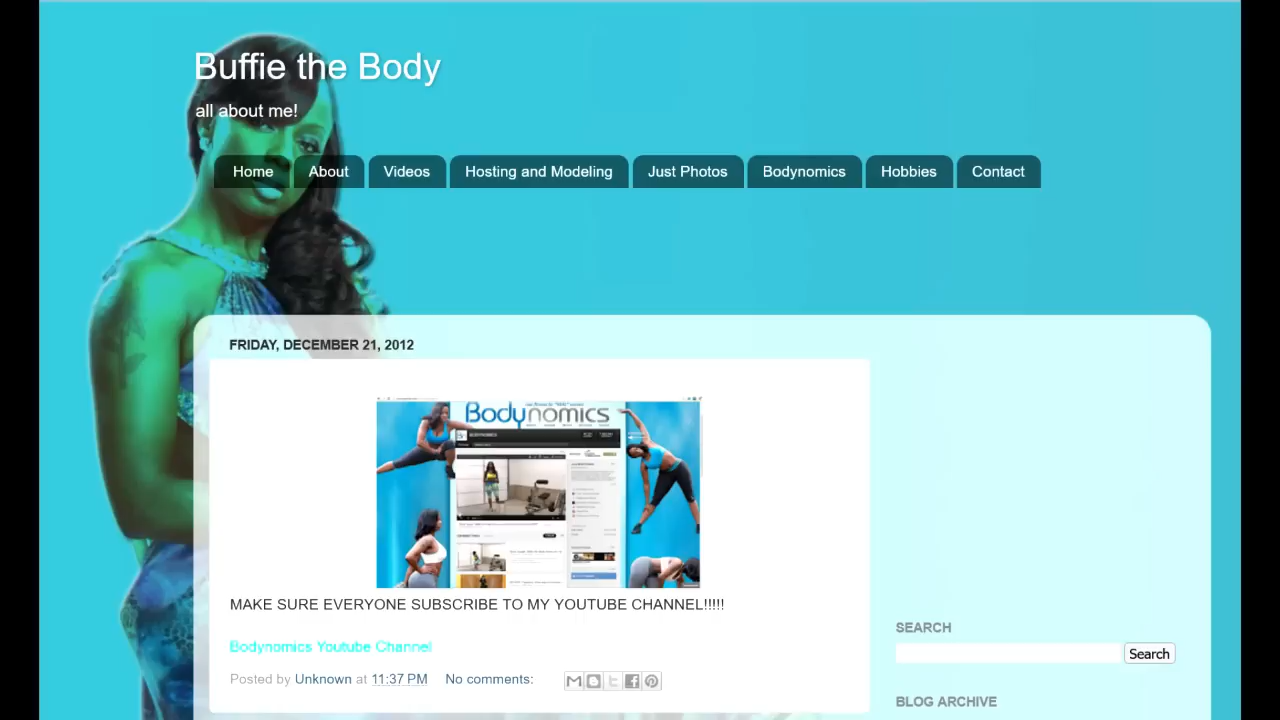 Buffie the Body
all about me!
Home About Videos Hosting and Modeling Just Photos Bodynomics Hobbies Contact
FRIDAY, DECEMBER 21, 2012
Bodynomics
MAKE SURE EVERYONE SUBSCRIBE TO MY YOUTUBE CHANNEL!!!!!
Bodynomics Youtube Channel
Posted by Unknown at 11:37 PM No comments:
SEARCH
Search
BLOG ARCHIVE